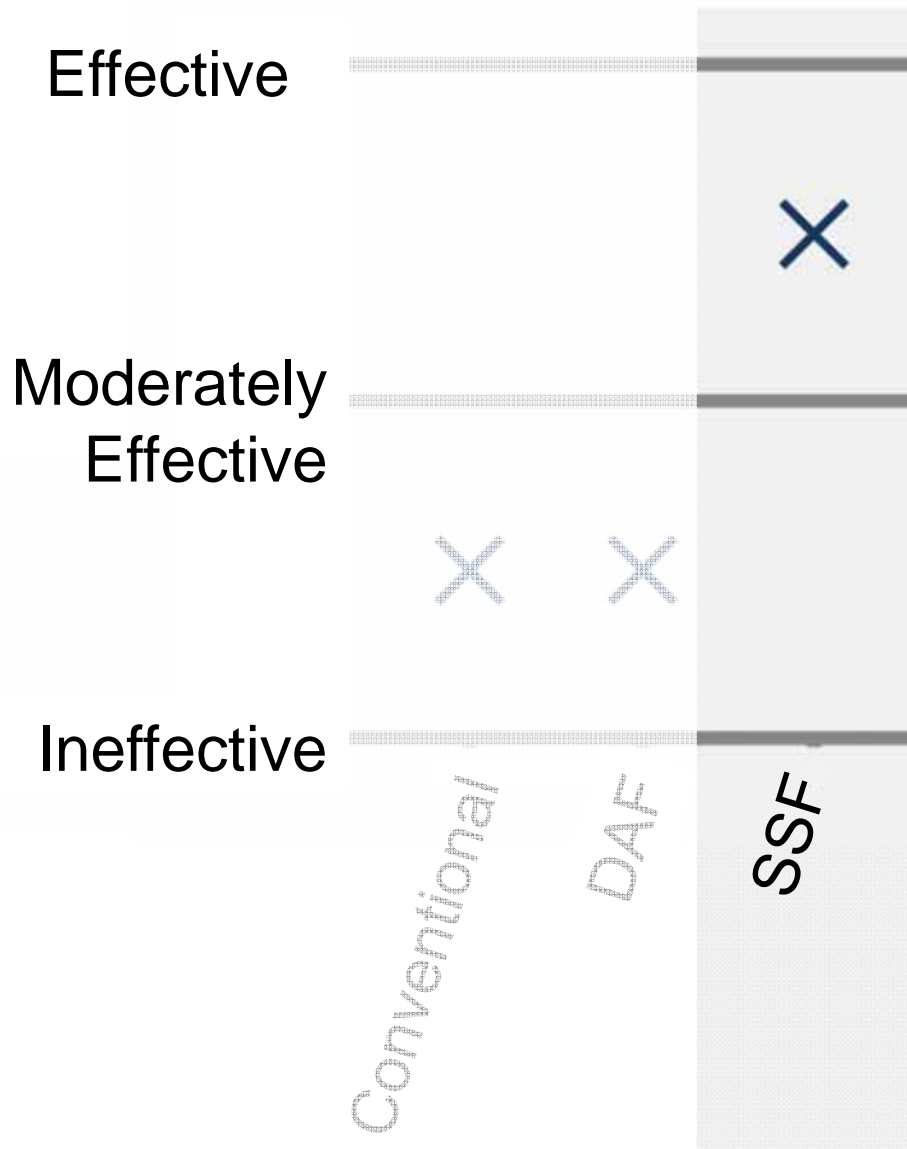 Effective
Moderately
Effective
Ineffective
Conventional
DAF
SSF